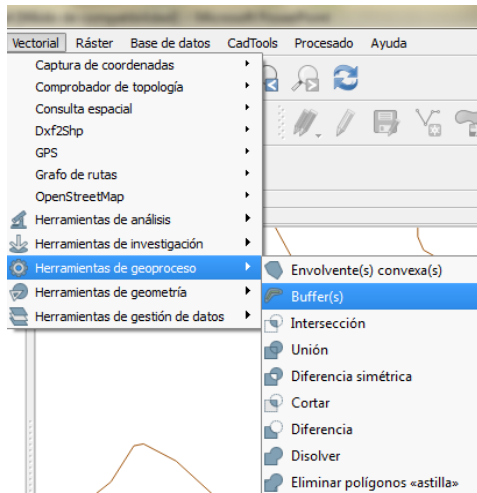 Vectorial Ráster Base de datos CadTools Procesado Ayuda
Captura de coordenadas
Comprobador de topología
Consulta espacial
Dxf2Shp
GPS
Grafo de rutas
OpenStreetMap
Herramientas de análisis
Herramientas de investigación
Herramientas de geoproceso
Herramientas de geometría
Herramientas de gestión de datos
Envolvente(s) convexa(s)
Buffer(s)
Intersección
Unión
Diferencia simétrica
Cortar
Diferencia
Disolver
Eliminar polígonos «astilla»